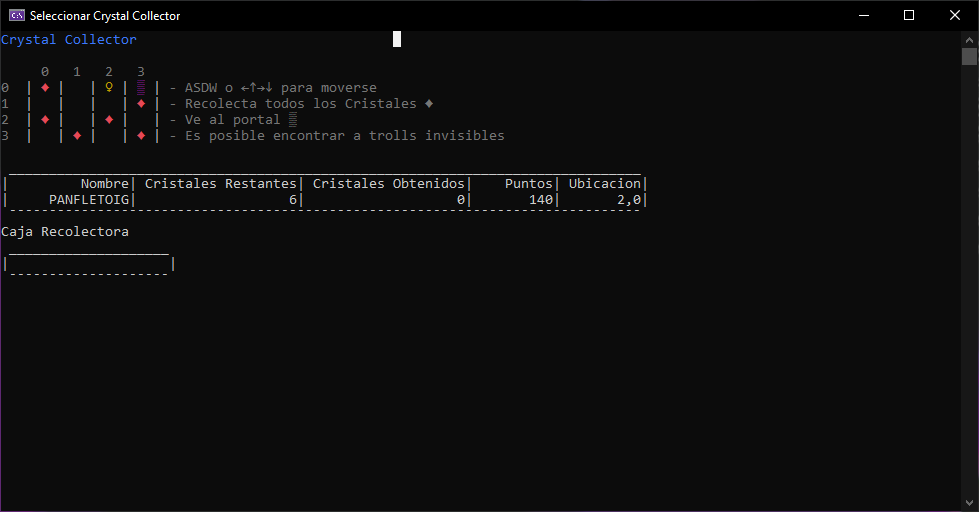 Seleccionar Crystal Collector
Crystal Collector
0 1 2 3
0 | ♦ | | ♀ | ▒ | - ASDW o ←↑→↓ para moverse
1 | | | | ♦ | - Recolecta todos los Cristales ♦
2 | ♦ | | ♦ | | - Ve al portal ▒
3 | | ♦ | | ♦ | - Es posible encontrar a trolls invisibles
| Nombre| Cristales Restantes| Cristales Obtenidos| Puntos| Ubicacion|
| PANFLETOIG| 6| 0| 140| 2,0|
Caja Recolectora